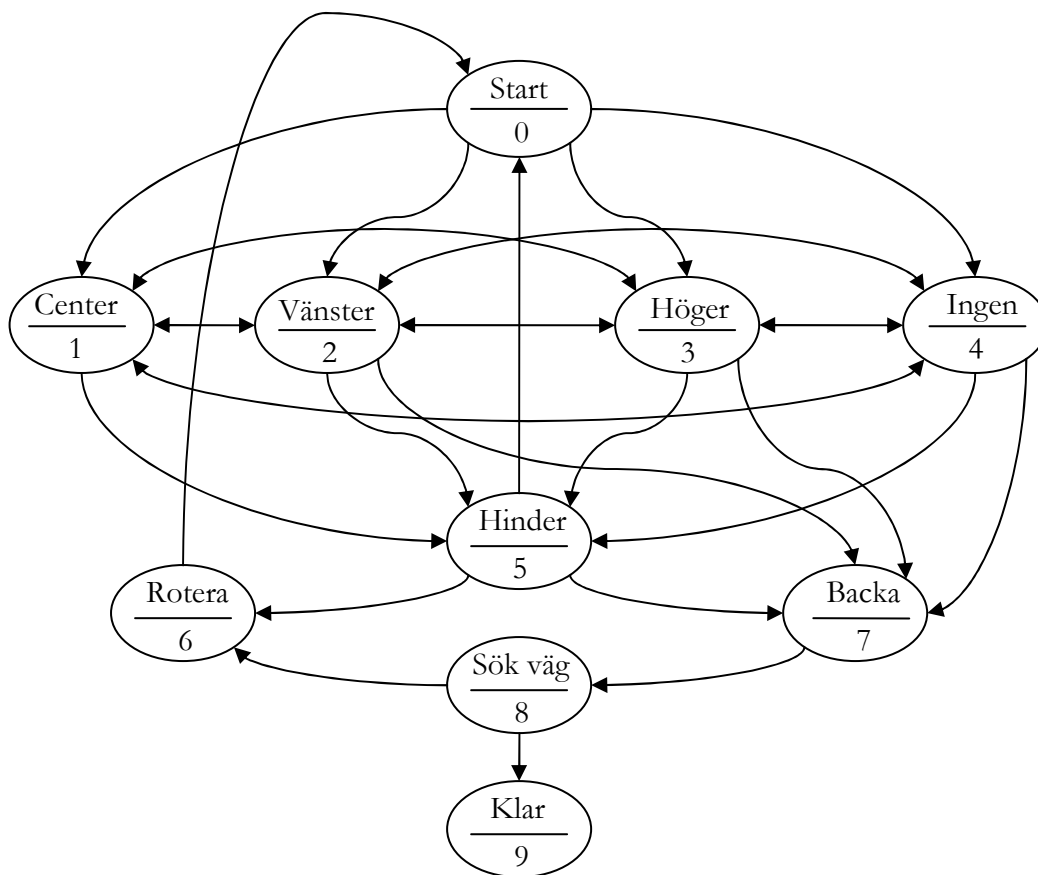 Start
0
Center
1
Vänster
2
Höger
3
Ingen
4
Hinder
5
Rotera
6
Backa
7
Sök väg
8
Klar
9